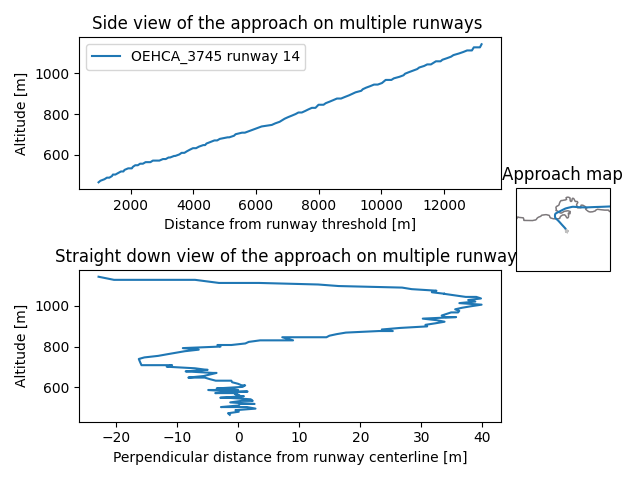 Side view of the approach on multiple runways
OEHCA_3745 runway 14
Altitude [m]
1000
800
600
2000 4000 6000 8000 10000 12000
Distance from runway threshold [m]
Approach map
Straight down view of the approach on multiple runway
Altitude [m]
1000
800
600
−20 −10 0 10 20 30 40
Perpendicular distance from runway centerline [m]